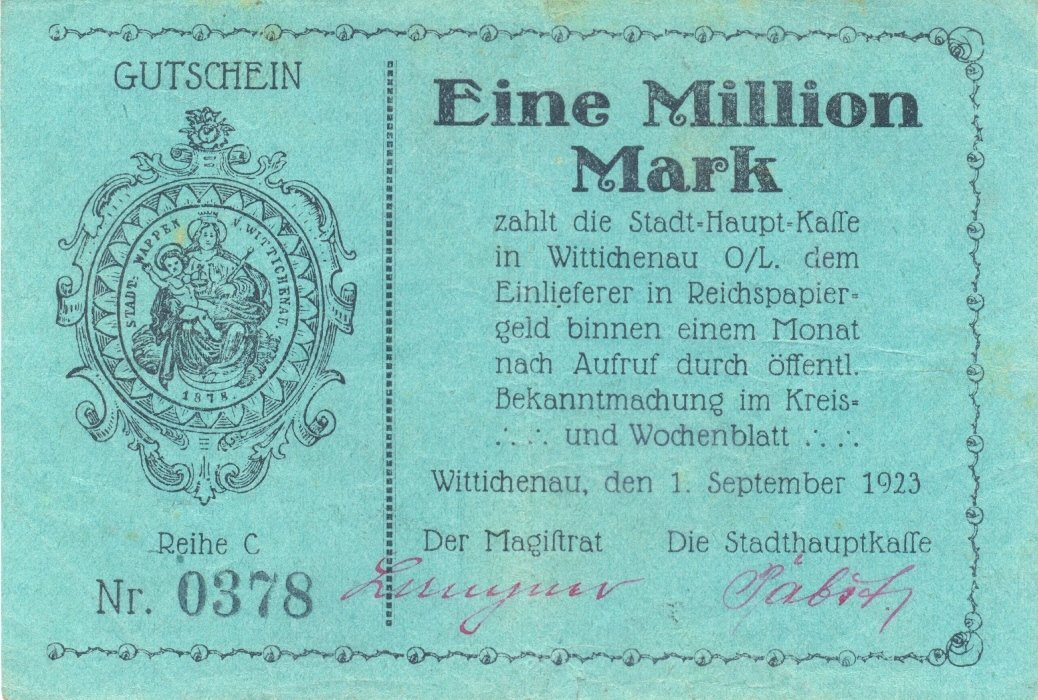 GUTSCHEIN
STADT-WAPPEN V. WITTICHENAU.
1878.
Reihe C
Nr. 0378
Eine Million
Mark
zahlt die Stadt-Haupt-Kaſſe
in Wittichenau O/L. dem
Einlieferer in Reichspapier-
geld binnen einem Monat
nach Aufruf durch öffentl.
Bekanntmachung im Kreis-
∴ ∴ und Wochenblatt ∴ ∴
Wittichenau, den 1. September 1923
Der Magiſtrat Die Stadthauptkaſſe
Pabst.